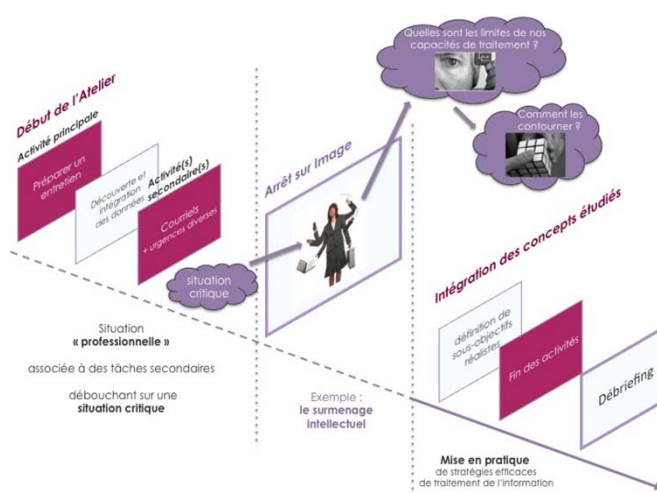 Début de l'Atelier
Activité principale
Préparer un
entretien
Découverte et
intégration
des données
Activité(s)
secondaire(s)
Courriels
+ urgences diverses
situation
critique
Situation
« professionnelle »
associée à des tâches secondaires
débouchant sur une
situation critique
Arrêt sur Image
Exemple :
le surmenage
intellectuel
Quelles sont les limites de nos
capacités de traitement ?
Comment les
contourner ?
Intégration des concepts étudiés
définition de
sous-objectifs
réalistes
Fin des activités
Débriefing
Mise en pratique
de stratégies efficaces
de traitement de l'information